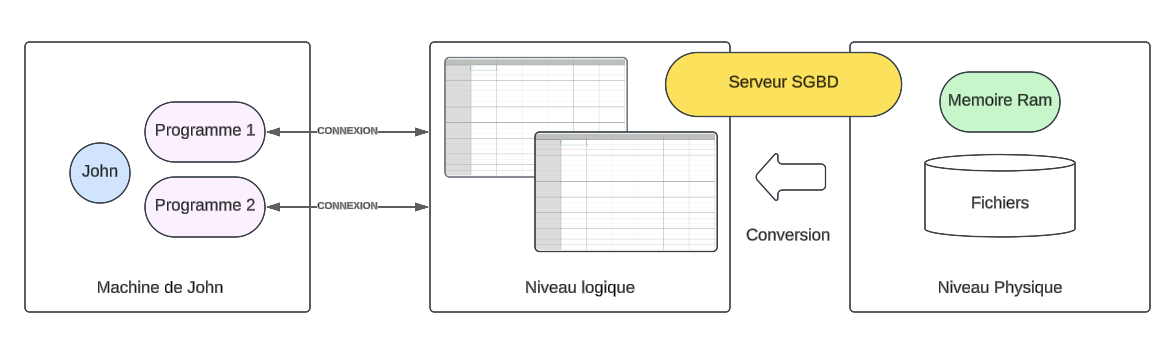 Serveur SGBD
Memoire Ram
Programme 1
CONNEXION
John
Fichiers
Programme 2
CONNEXION
Conversion
Machine de John
Niveau logique
Niveau Physique